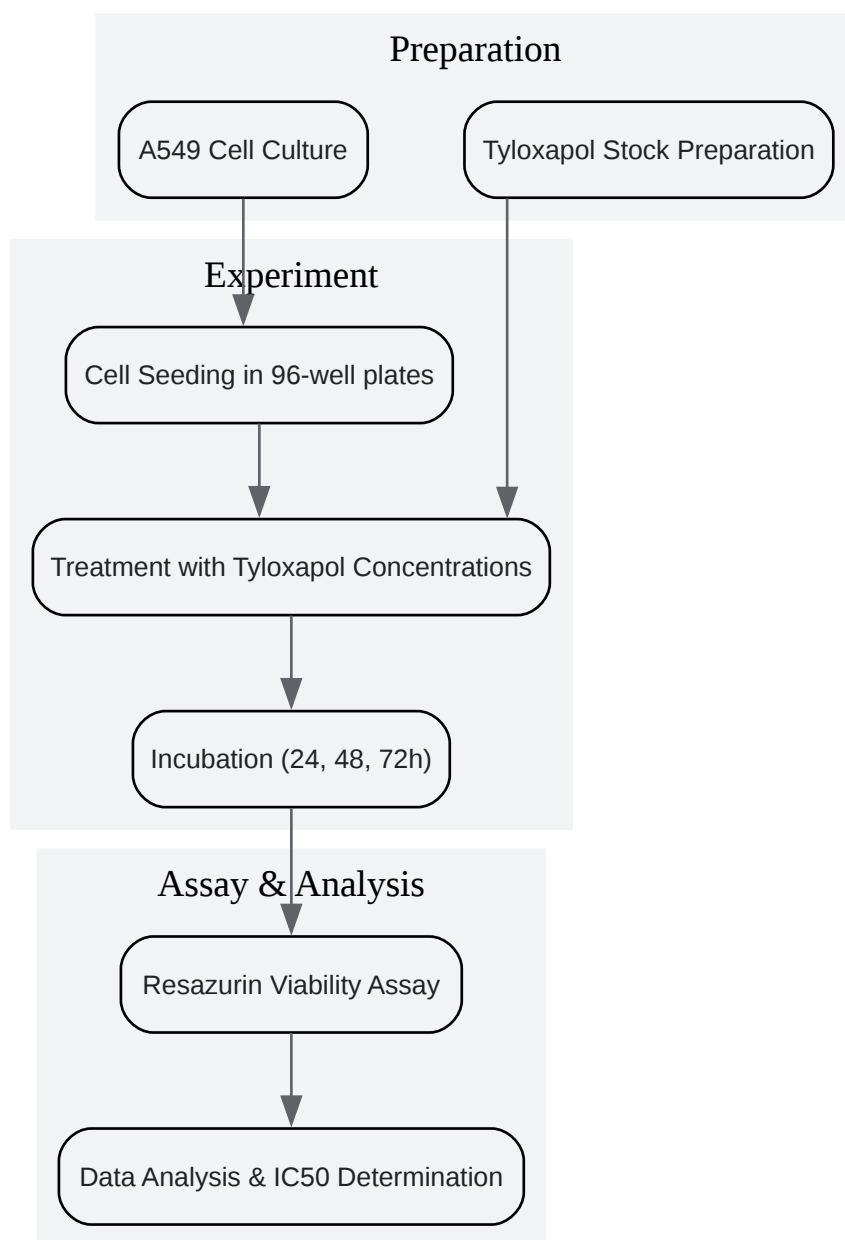 Preparation
A549 Cell Culture
Tyloxapol Stock Preparation
Experiment
Cell Seeding in 96-well plates
Treatment with Tyloxapol Concentrations
Incubation (24, 48, 72h)
Assay & Analysis
Resazurin Viability Assay
Data Analysis & IC50 Determination